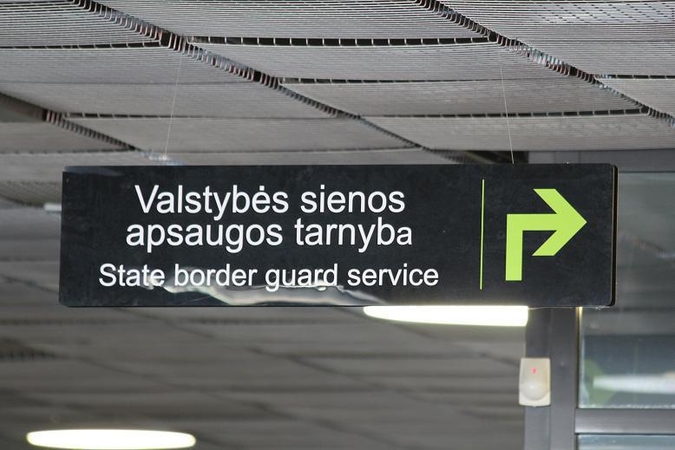 Valstybės sienos
apsaugos tarnyba
State border guard service